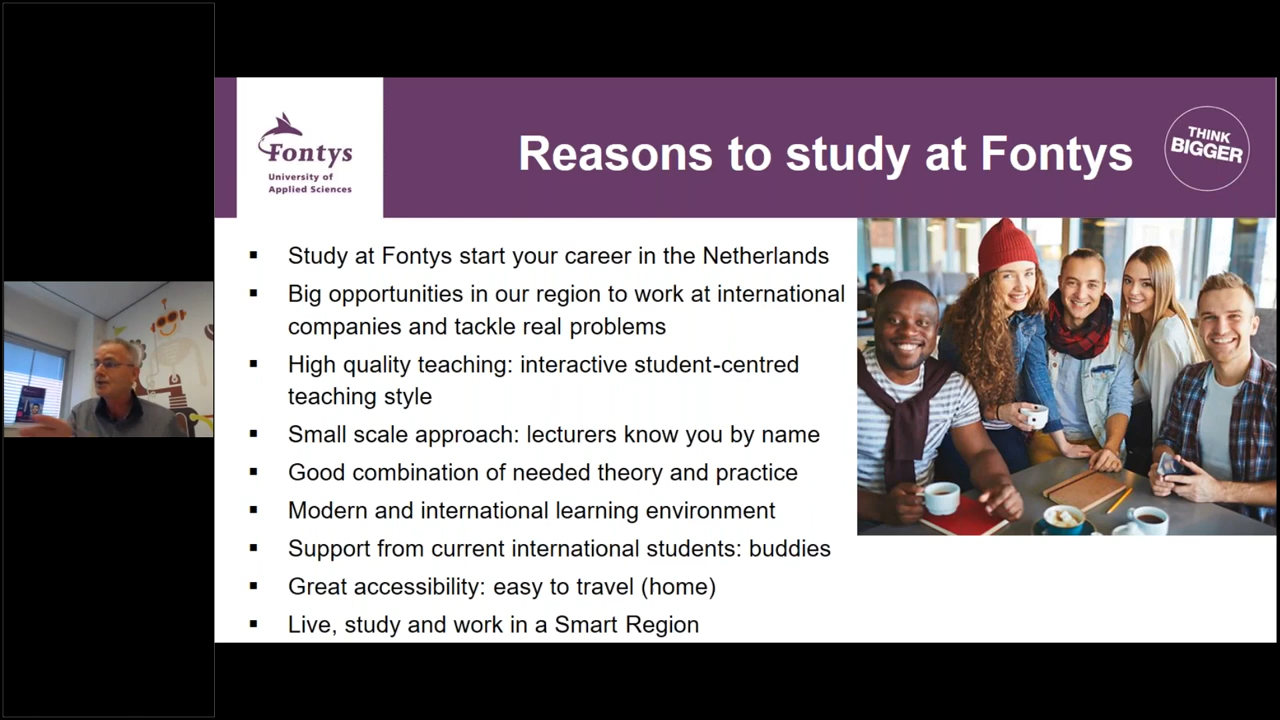 Fontys
University of
Applied Sciences
Reasons to study at Fontys
THINK
BIGGER
▪ Study at Fontys start your career in the Netherlands
▪ Big opportunities in our region to work at international
companies and tackle real problems
▪ High quality teaching: interactive student-centred
teaching style
▪ Small scale approach: lecturers know you by name
▪ Good combination of needed theory and practice
▪ Modern and international learning environment
▪ Support from current international students: buddies
▪ Great accessibility: easy to travel (home)
▪ Live, study and work in a Smart Region